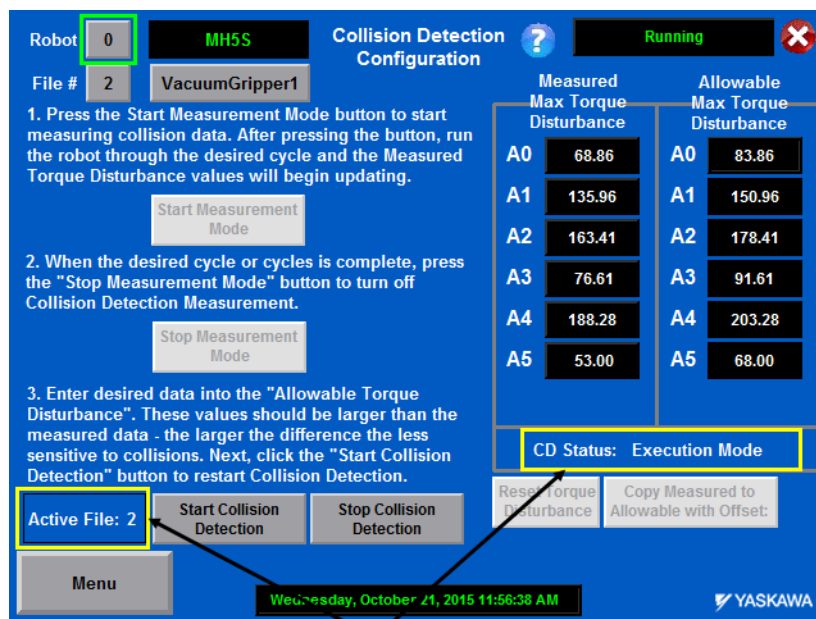 Robot 0 MH5S Collision Detection Configuration ? Running
File # 2 VacuumGripper1
1. Press the Start Measurement Mode button to start
measuring collision data. After pressing the button, run
the robot through the desired cycle and the Measured
Torque Disturbance values will begin updating.
Start Measurement
Mode
2. When the desired cycle or cycles is complete, press
the "Stop Measurement Mode" button to turn off
Collision Detection Measurement.
Stop Measurement
Mode
3. Enter desired data into the "Allowable Torque
Disturbance". These values should be larger than the
measured data - the larger the difference the less
sensitive to collisions. Next, click the "Start Collision
Detection" button to restart Collision Detection.
Active File: 2
Start Collision
Detection
Stop Collision
Detection
Measured
Max Torque
Disturbance
A0 68.86
A1 135.96
A2 163.41
A3 76.61
A4 188.28
A5 53.00
Allowable
Max Torque
Disturbance
A0 83.86
A1 150.96
A2 178.41
A3 91.61
A4 203.28
A5 68.00
CD Status: Execution Mode
Reset Torque
Disturbance
Copy Measured to
Allowable with Offset:
Menu
Wednesday, October 21, 2015 11:56:38 AM
YASKAWA